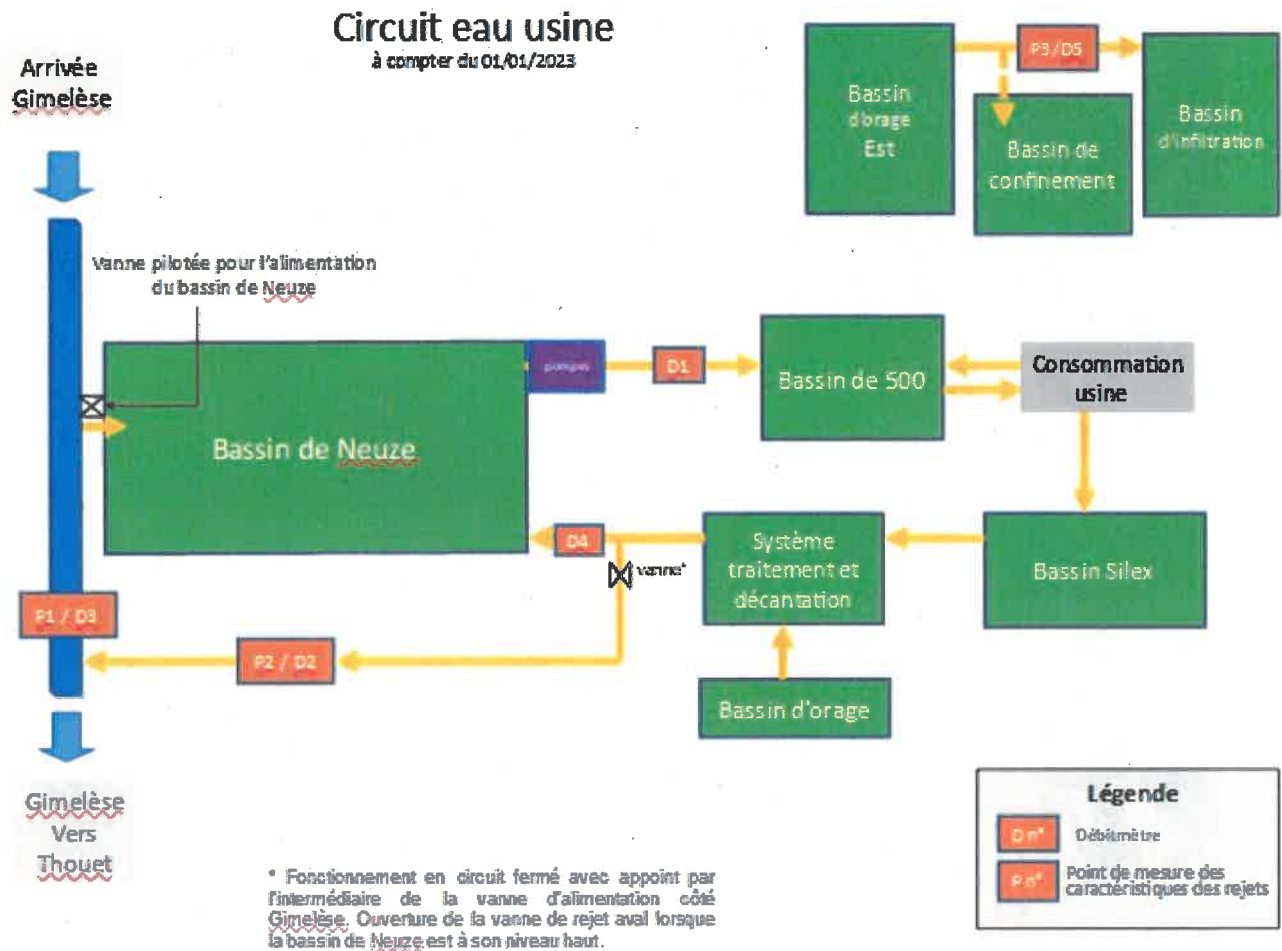 Circuit eau usine
à compter du 01/01/2023
Arrivée
Gimelèse
P3/D5
Bassin
d'orage
Est
Bassin de
confinement
Bassin
d'infiltration
Vanne pilotée pour l'alimentation
du bassin de Neuze
pompes
D1
Bassin de 500
Consommation
usine
Bassin de Neuze
D4
vanne*
Système
traitement et
décantation
Bassin Silex
P1 / D3
P2 / D2
Bassin d'orage
Gimelèse
Vers
Thouet
Légende
D n°
Débitmètre
P n°
Point de mesure des
caractéristiques des rejets
* Fonctionnement en circuit fermé avec appoint par
l'intermédiaire de la vanne d'alimentation côté
Gimelèse. Ouverture de la vanne de rejet aval lorsque
la bassin de Neuze est à son niveau haut.